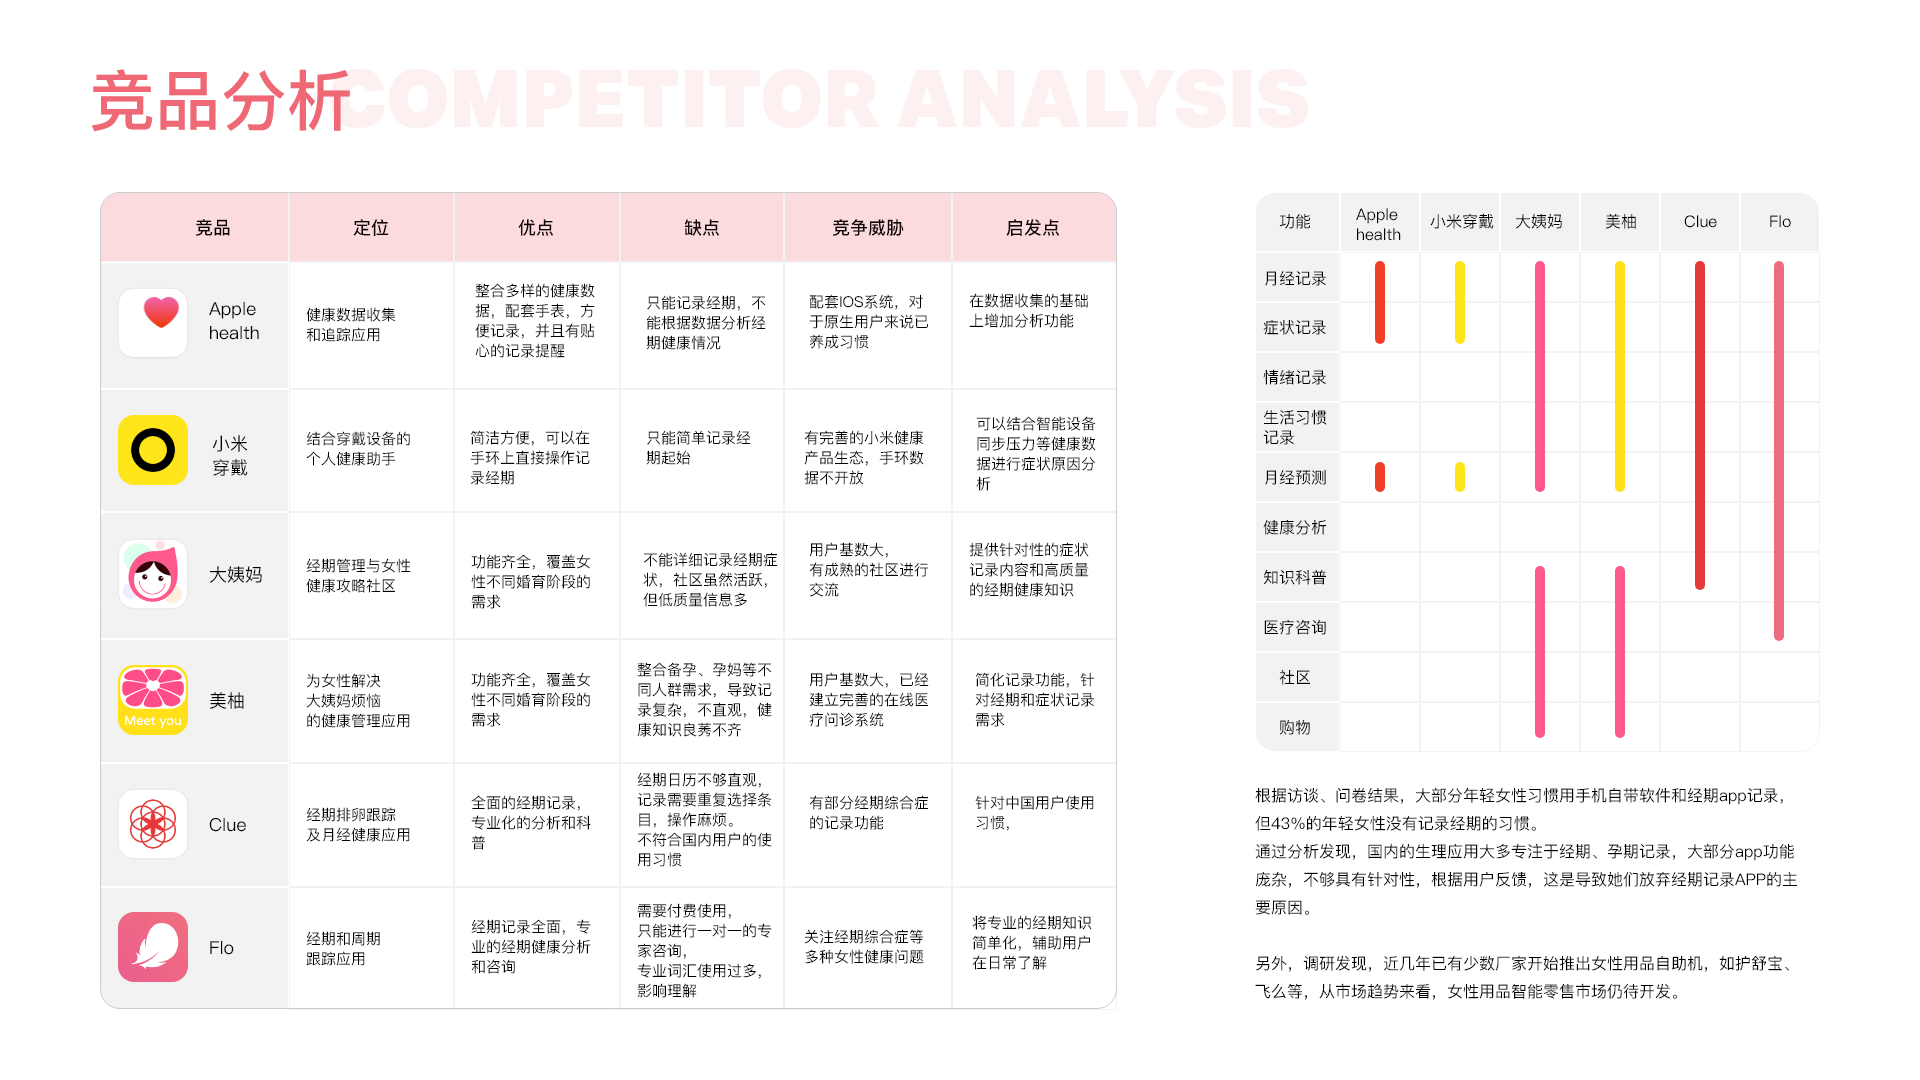 竞品分析
COMPETITOR ANALYSIS
竞品 定位 优点 缺点 竞争威胁 启发点
Apple
health
健康数据收集
和追踪应用
整合多样的健康数
据，配套手表，方
便记录，并且有贴
心的记录提醒
只能记录经期，不
能根据数据分析经
期健康情况
配套IOS系统，对
于原生用户来说已
养成习惯
在数据收集的基础
上增加分析功能
小米
穿戴
结合穿戴设备的
个人健康助手
简洁方便，可以在
手环上直接操作记
录经期
只能简单记录经
期起始
有完善的小米健康
产品生态，手环数
据不开放
可以结合智能设备
同步压力等健康数
据进行症状原因分
析
大姨妈
经期管理与女性
健康攻略社区
功能齐全，覆盖女
性不同婚育阶段的
需求
不能详细记录经期症
状，社区虽然活跃，
但低质量信息多
用户基数大，
有成熟的社区进行
交流
提供针对性的症状
记录内容和高质量
的经期健康知识
Meet you
美柚
为女性解决
大姨妈烦恼
的健康管理应用
功能齐全，覆盖女
性不同婚育阶段的
需求
整合备孕、孕妈等不
同人群需求，导致记
录复杂，不直观，健
康知识良莠不齐
用户基数大，已经
建立完善的在线医
疗问诊系统
简化记录功能，针
对经期和症状记录
需求
Clue
经期排卵跟踪
及月经健康应用
全面的经期记录，
专业化的分析和科
普
经期日历不够直观，
记录需要重复选择条
目，操作麻烦。
不符合国内用户的使
用习惯
有部分经期综合症
的记录功能
针对中国用户使用
习惯，
Flo
经期和周期
跟踪应用
经期记录全面，专
业的经期健康分析
和咨询
需要付费使用，
只能进行一对一的专
家咨询，
专业词汇使用过多，
影响理解
关注经期综合症等
多种女性健康问题
将专业的经期知识
简单化，辅助用户
在日常了解
功能 Apple health 小米穿戴 大姨妈 美柚 Clue Flo
月经记录
症状记录
情绪记录
生活习惯
记录
月经预测
健康分析
知识科普
医疗咨询
社区
购物
根据访谈、问卷结果，大部分年轻女性习惯用手机自带软件和经期app记录，
但43%的年轻女性没有记录经期的习惯。
通过分析发现，国内的生理应用大多专注于经期、孕期记录，大部分app功能
庞杂，不够具有针对性，根据用户反馈，这是导致她们放弃经期记录APP的主
要原因。
另外，调研发现，近几年已有少数厂家开始推出女性用品自助机，如护舒宝、
飞么等，从市场趋势来看，女性用品智能零售市场仍待开发。